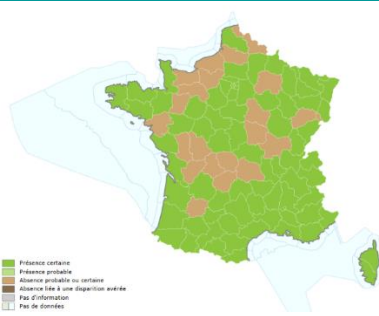 Présence certaine
Présence probable
Absence probable ou certaine
Absence liée à une disparition avérée
Pas d'information
Pas de données